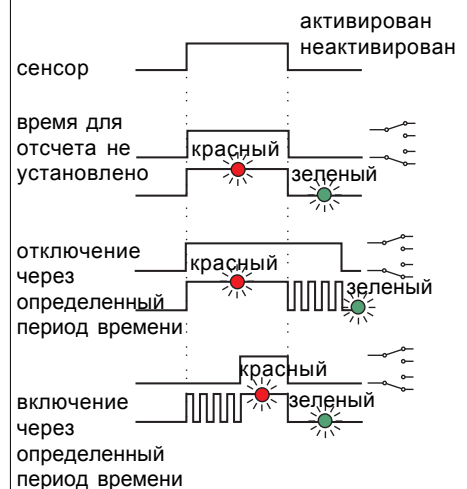 активирован
неактивирован
сенсор
время для
отсчета не
установлено
красный
зеленый
отключение
через
определенный
период времени
красный
зеленый
включение
через
определенный
период времени
красный
зеленый